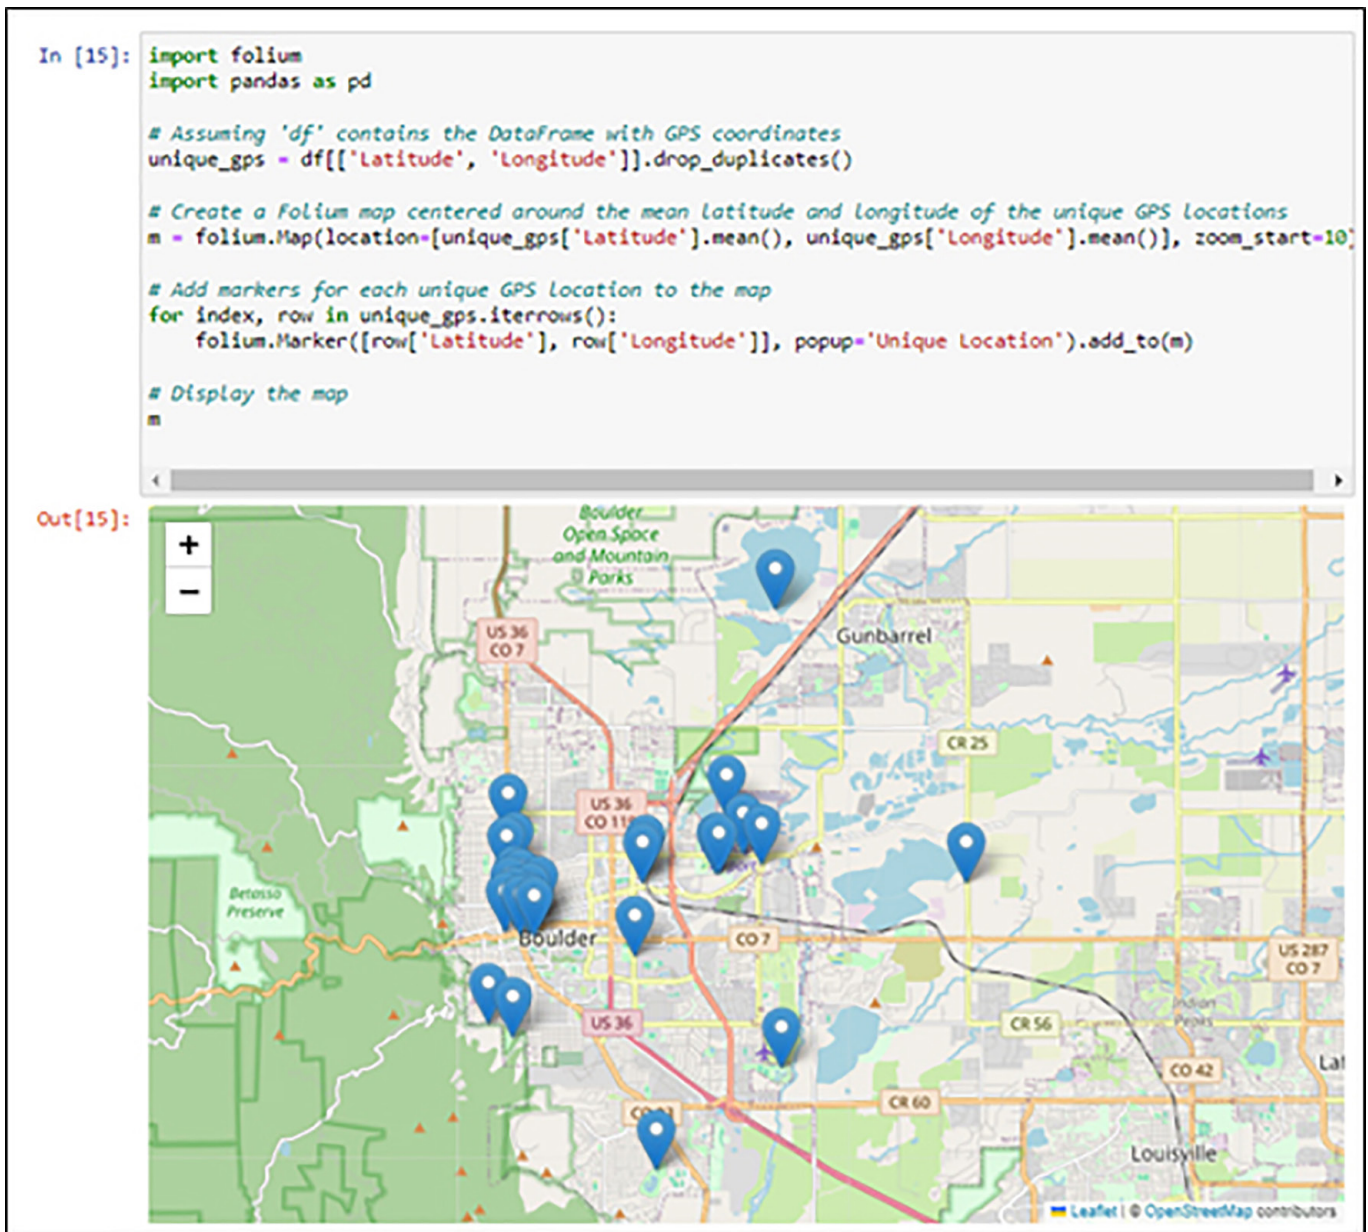 In [15]:
import folium
import pandas as pd
# Assuming 'df' contains the DataFrame with GPS coordinates
unique_gps = df[['Latitude', 'Longitude']].drop_duplicates()
# Create a Folium map centered around the mean latitude and longitude of the unique GPS locations
m = folium.Map(location=[unique_gps['Latitude'].mean(), unique_gps['Longitude'].mean()], zoom_start=10)
# Add markers for each unique GPS location to the map
for index, row in unique_gps.iterrows():
    folium.Marker([row['Latitude'], row['Longitude']], popup='Unique Location').add_to(m)
# Display the map
m
Out[15]:
+
−
Boulder
Open Space
and Mountain
Parks
US 36
CO 7
Gunbarrel
CR 25
US 36
CO 119
Betasso
Preserve
Boulder
CO 7
US 287
CO 7
Indian
Peaks
US 36
CR 56
CO 42
Laf
CR 60
Louisville
Leaflet | © OpenStreetMap contributors